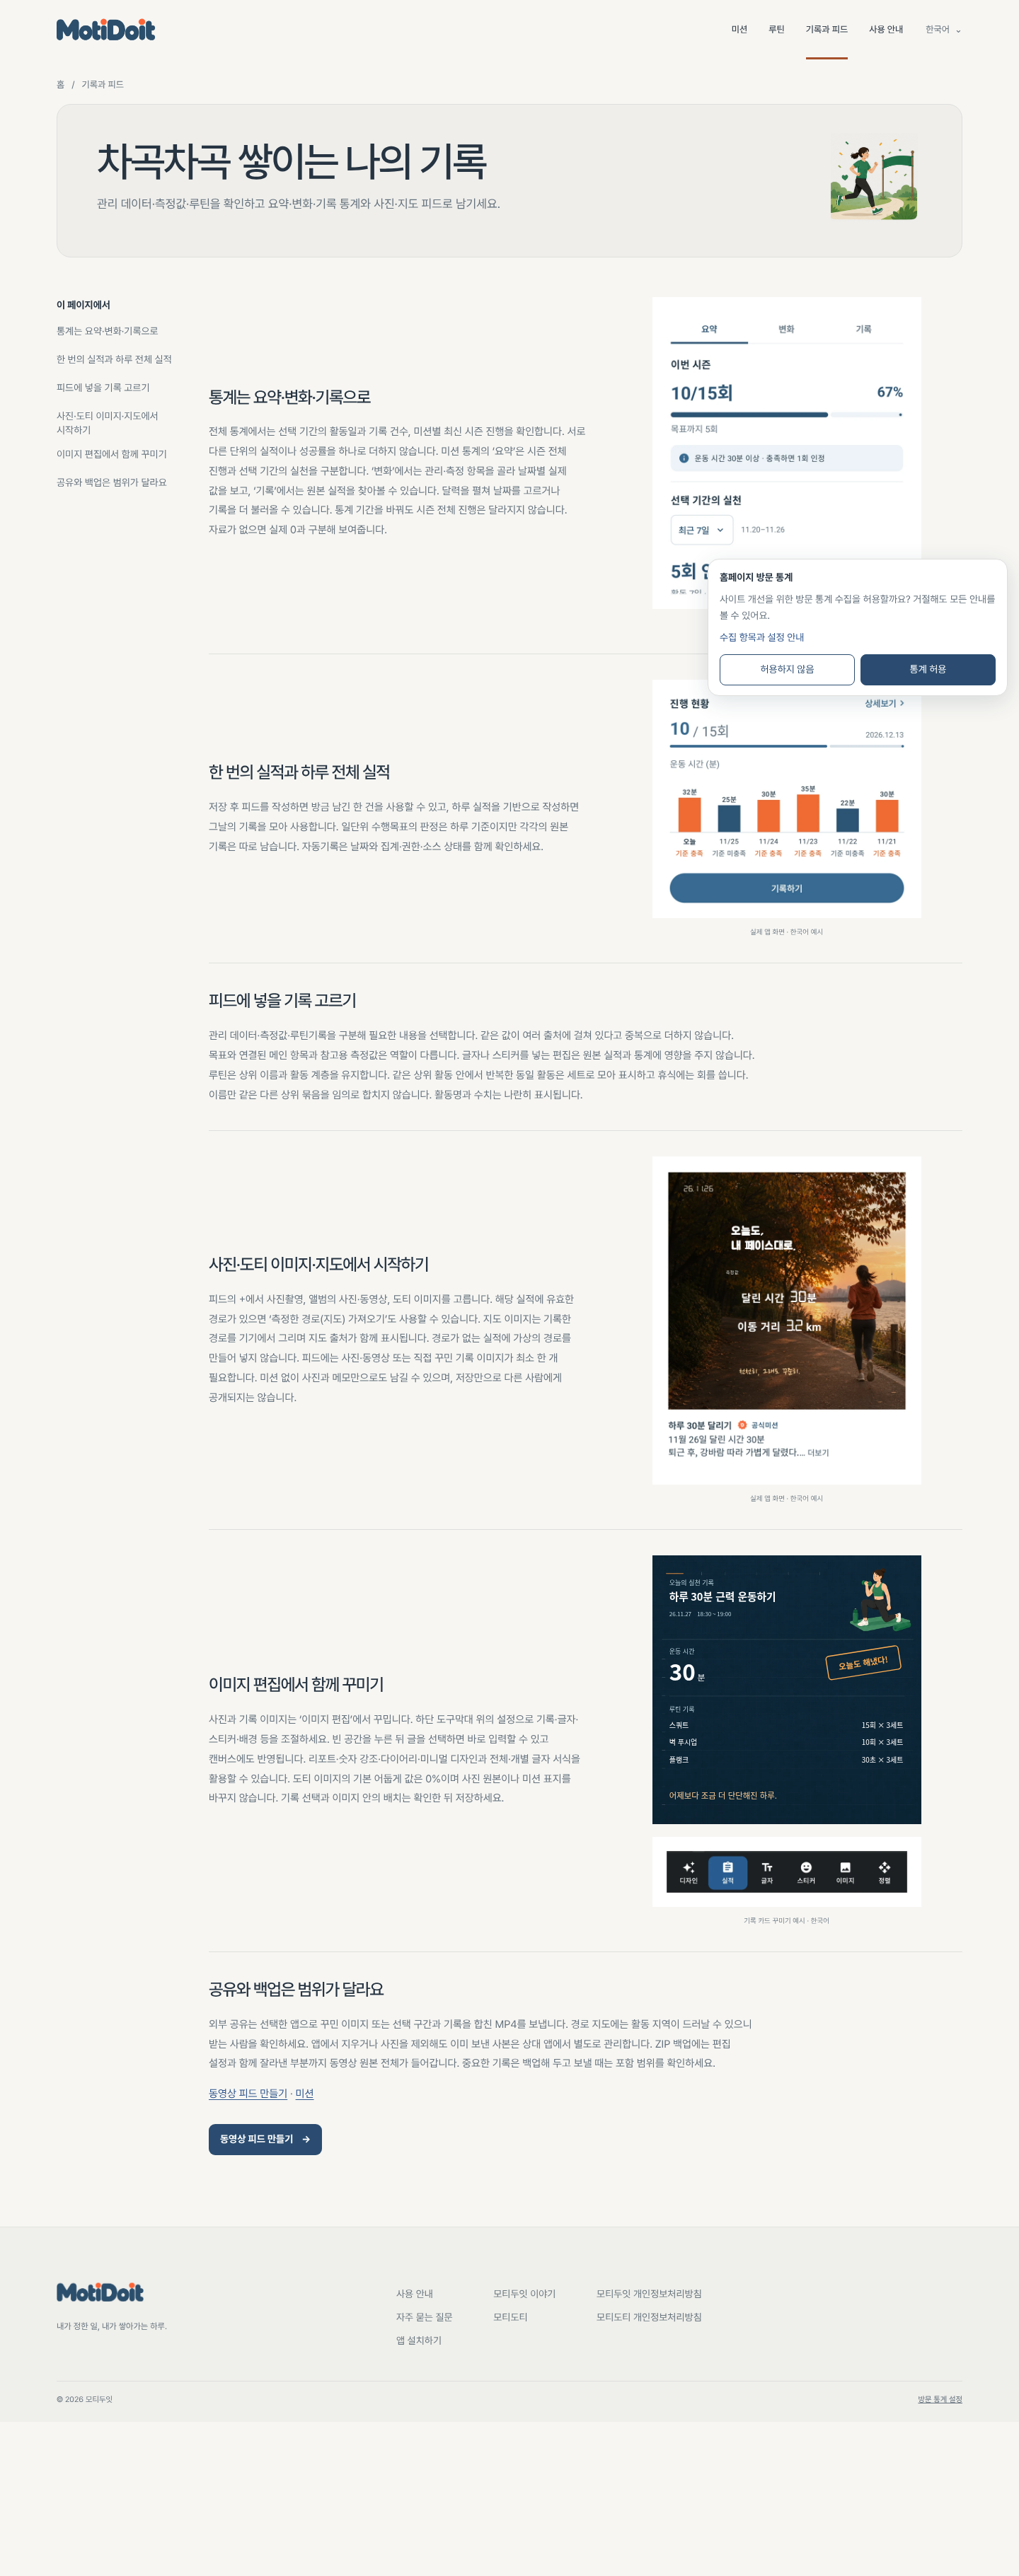 MotiDoit
미션
루틴
기록과 피드
사용 안내
한국어
홈 / 기록과 피드
차곡차곡 쌓이는 나의 기록
관리 데이터·측정값·루틴을 확인하고 요약·변화·기록 통계와 사진·지도 피드로 남기세요.
이 페이지에서
통계는 요약·변화·기록으로
한 번의 실적과 하루 전체 실적
피드에 넣을 기록 고르기
사진·도티 이미지·지도에서
시작하기
이미지 편집에서 함께 꾸미기
공유와 백업은 범위가 달라요
통계는 요약·변화·기록으로
전체 통계에서는 선택 기간의 활동일과 기록 건수, 미션별 최신 시즌 진행을 확인합니다. 서로
다른 단위의 실적이나 성공률을 하나로 더하지 않습니다. 미션 통계의 ‘요약’은 시즌 전체
진행과 선택 기간의 실천을 구분합니다. ‘변화’에서는 관리·측정 항목을 골라 날짜별 실제
값을 보고, ‘기록’에서는 원본 실적을 찾아볼 수 있습니다. 달력을 펼쳐 날짜를 고르거나
기록을 더 불러올 수 있습니다. 통계 기간을 바꿔도 시즌 전체 진행은 달라지지 않습니다.
자료가 없으면 실제 0과 구분해 보여줍니다.
요약
변화
기록
이번 시즌
10/15회
67%
목표까지 5회
운동 시간 30분 이상 · 충족하면 1회 인정
선택 기간의 실천
최근 7일
11.20–11.26
5회
홈페이지 방문 통계
사이트 개선을 위한 방문 통계 수집을 허용할까요? 거절해도 모든 안내를
볼 수 있어요.
수집 항목과 설정 안내
허용하지 않음
통계 허용
한 번의 실적과 하루 전체 실적
저장 후 피드를 작성하면 방금 남긴 한 건을 사용할 수 있고, 하루 실적을 기반으로 작성하면
그날의 기록을 모아 사용합니다. 일단위 수행목표의 판정은 하루 기준이지만 각각의 원본
기록은 따로 남습니다. 자동기록은 날짜와 집계·권한·소스 상태를 함께 확인하세요.
진행 현황
상세보기
10 / 15회
2026.12.13
운동 시간 (분)
32분
25분
30분
35분
22분
30분
오늘
11/25
11/24
11/23
11/22
11/21
기준 충족
기준 미충족
기준 충족
기준 충족
기준 미충족
기준 충족
기록하기
실제 앱 화면 · 한국어 예시
피드에 넣을 기록 고르기
관리 데이터·측정값·루틴기록을 구분해 필요한 내용을 선택합니다. 같은 값이 여러 출처에 걸쳐 있다고 중복으로 더하지 않습니다.
목표와 연결된 메인 항목과 참고용 측정값은 역할이 다릅니다. 글자나 스티커를 넣는 편집은 원본 실적과 통계에 영향을 주지 않습니다.
루틴은 상위 이름과 활동 계층을 유지합니다. 같은 상위 활동 안에서 반복한 동일 활동은 세트로 모아 표시하고 휴식에는 회를 씁니다.
이름만 같은 다른 상위 묶음을 임의로 합치지 않습니다. 활동명과 수치는 나란히 표시됩니다.
사진·도티 이미지·지도에서 시작하기
피드의 +에서 사진촬영, 앨범의 사진·동영상, 도티 이미지를 고릅니다. 해당 실적에 유효한
경로가 있으면 ‘측정한 경로(지도) 가져오기’도 사용할 수 있습니다. 지도 이미지는 기록한
경로를 기기에서 그리며 지도 출처가 함께 표시됩니다. 경로가 없는 실적에 가상의 경로를
만들어 넣지 않습니다. 피드에는 사진·동영상 또는 직접 꾸민 기록 이미지가 최소 한 개
필요합니다. 미션 없이 사진과 메모만으로도 남길 수 있으며, 저장만으로 다른 사람에게
공개되지는 않습니다.
26. 11.26
오늘도,
내 페이스대로.
측정값
달린 시간 30분
이동 거리 3.2 km
천천히, 그래도 꾸준히.
하루 30분 달리기
공식미션
11월 26일 달린 시간 30분
퇴근 후, 강바람 따라 가볍게 달렸다.... 더보기
실제 앱 화면 · 한국어 예시
이미지 편집에서 함께 꾸미기
사진과 기록 이미지는 ‘이미지 편집’에서 꾸밉니다. 하단 도구막대 위의 설정으로 기록·글자·
스티커·배경 등을 조절하세요. 빈 공간을 누른 뒤 글을 선택하면 바로 입력할 수 있고
캔버스에도 반영됩니다. 리포트·숫자 강조·다이어리·미니멀 디자인과 전체·개별 글자 서식을
활용할 수 있습니다. 도티 이미지의 기본 어둡게 값은 0%이며 사진 원본이나 미션 표지를
바꾸지 않습니다. 기록 선택과 이미지 안의 배치는 확인한 뒤 저장하세요.
오늘의 실천 기록
하루 30분 근력 운동하기
26.11.27 18:30 ~ 19:00
운동 시간
30 분
오늘도 해냈다!
루틴 기록
스쿼트
15회 × 3세트
벽 푸시업
10회 × 3세트
플랭크
30초 × 3세트
어제보다 조금 더 단단해진 하루.
디자인
실적
글자
스티커
이미지
정렬
기록 카드 꾸미기 예시 · 한국어
공유와 백업은 범위가 달라요
외부 공유는 선택한 앱으로 꾸민 이미지 또는 선택 구간과 기록을 합친 MP4를 보냅니다. 경로 지도에는 활동 지역이 드러날 수 있으니
받는 사람을 확인하세요. 앱에서 지우거나 사진을 제외해도 이미 보낸 사본은 상대 앱에서 별도로 관리합니다. ZIP 백업에는 편집
설정과 함께 잘라낸 부분까지 동영상 원본 전체가 들어갑니다. 중요한 기록은 백업해 두고 보낼 때는 포함 범위를 확인하세요.
동영상 피드 만들기 · 미션
동영상 피드 만들기 →
MotiDoit
내가 정한 일, 내가 쌓아가는 하루.
사용 안내
자주 묻는 질문
앱 설치하기
모티두잇 이야기
모티도티
모티두잇 개인정보처리방침
모티도티 개인정보처리방침
© 2026 모티두잇
방문 통계 설정